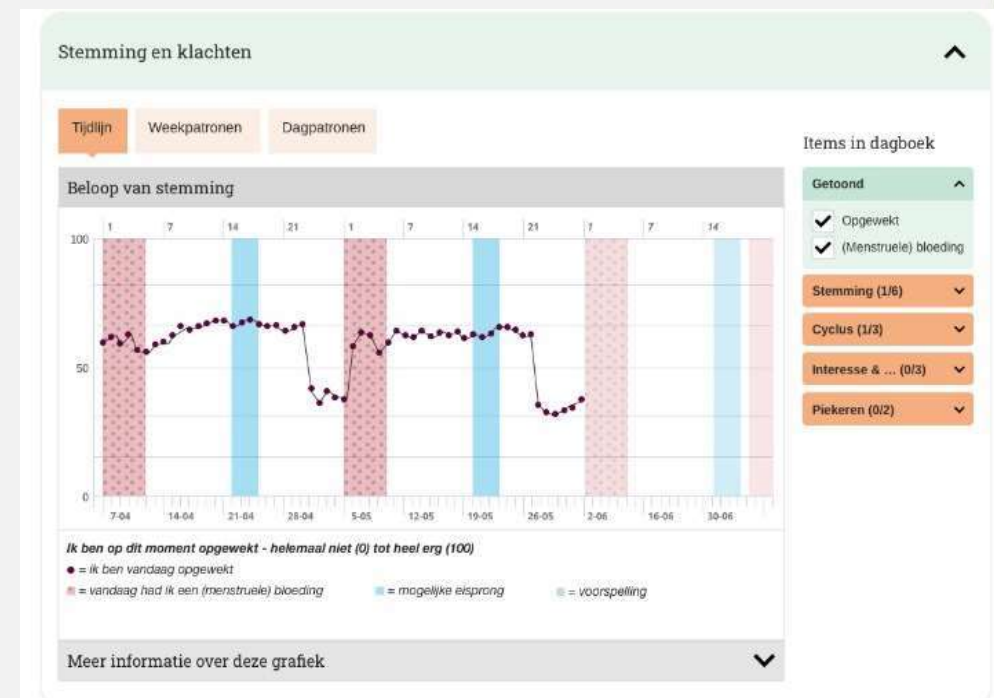 Stemming en klachten
Tijdlijn Weekpatronen Dagpatronen
Items in dagboek
Beloop van stemming
Getoond
Opgewekt
(Menstruele) bloeding
Stemming (1/6)
Cyclus (1/3)
Interesse & ... (0/3)
Piekeren (0/2)
1 7 14 21 1 7 14 21 1 7 14
100
50
0
7-04 14-04 21-04 28-04 5-05 12-05 19-05 26-05 2-06 16-06 30-06
Ik ben op dit moment opgewekt - helemaal niet (0) tot heel erg (100)
= ik ben vandaag opgewekt
= vandaag had ik een (menstruele) bloeding = mogelijke eisprong = voorspelling
Meer informatie over deze grafiek